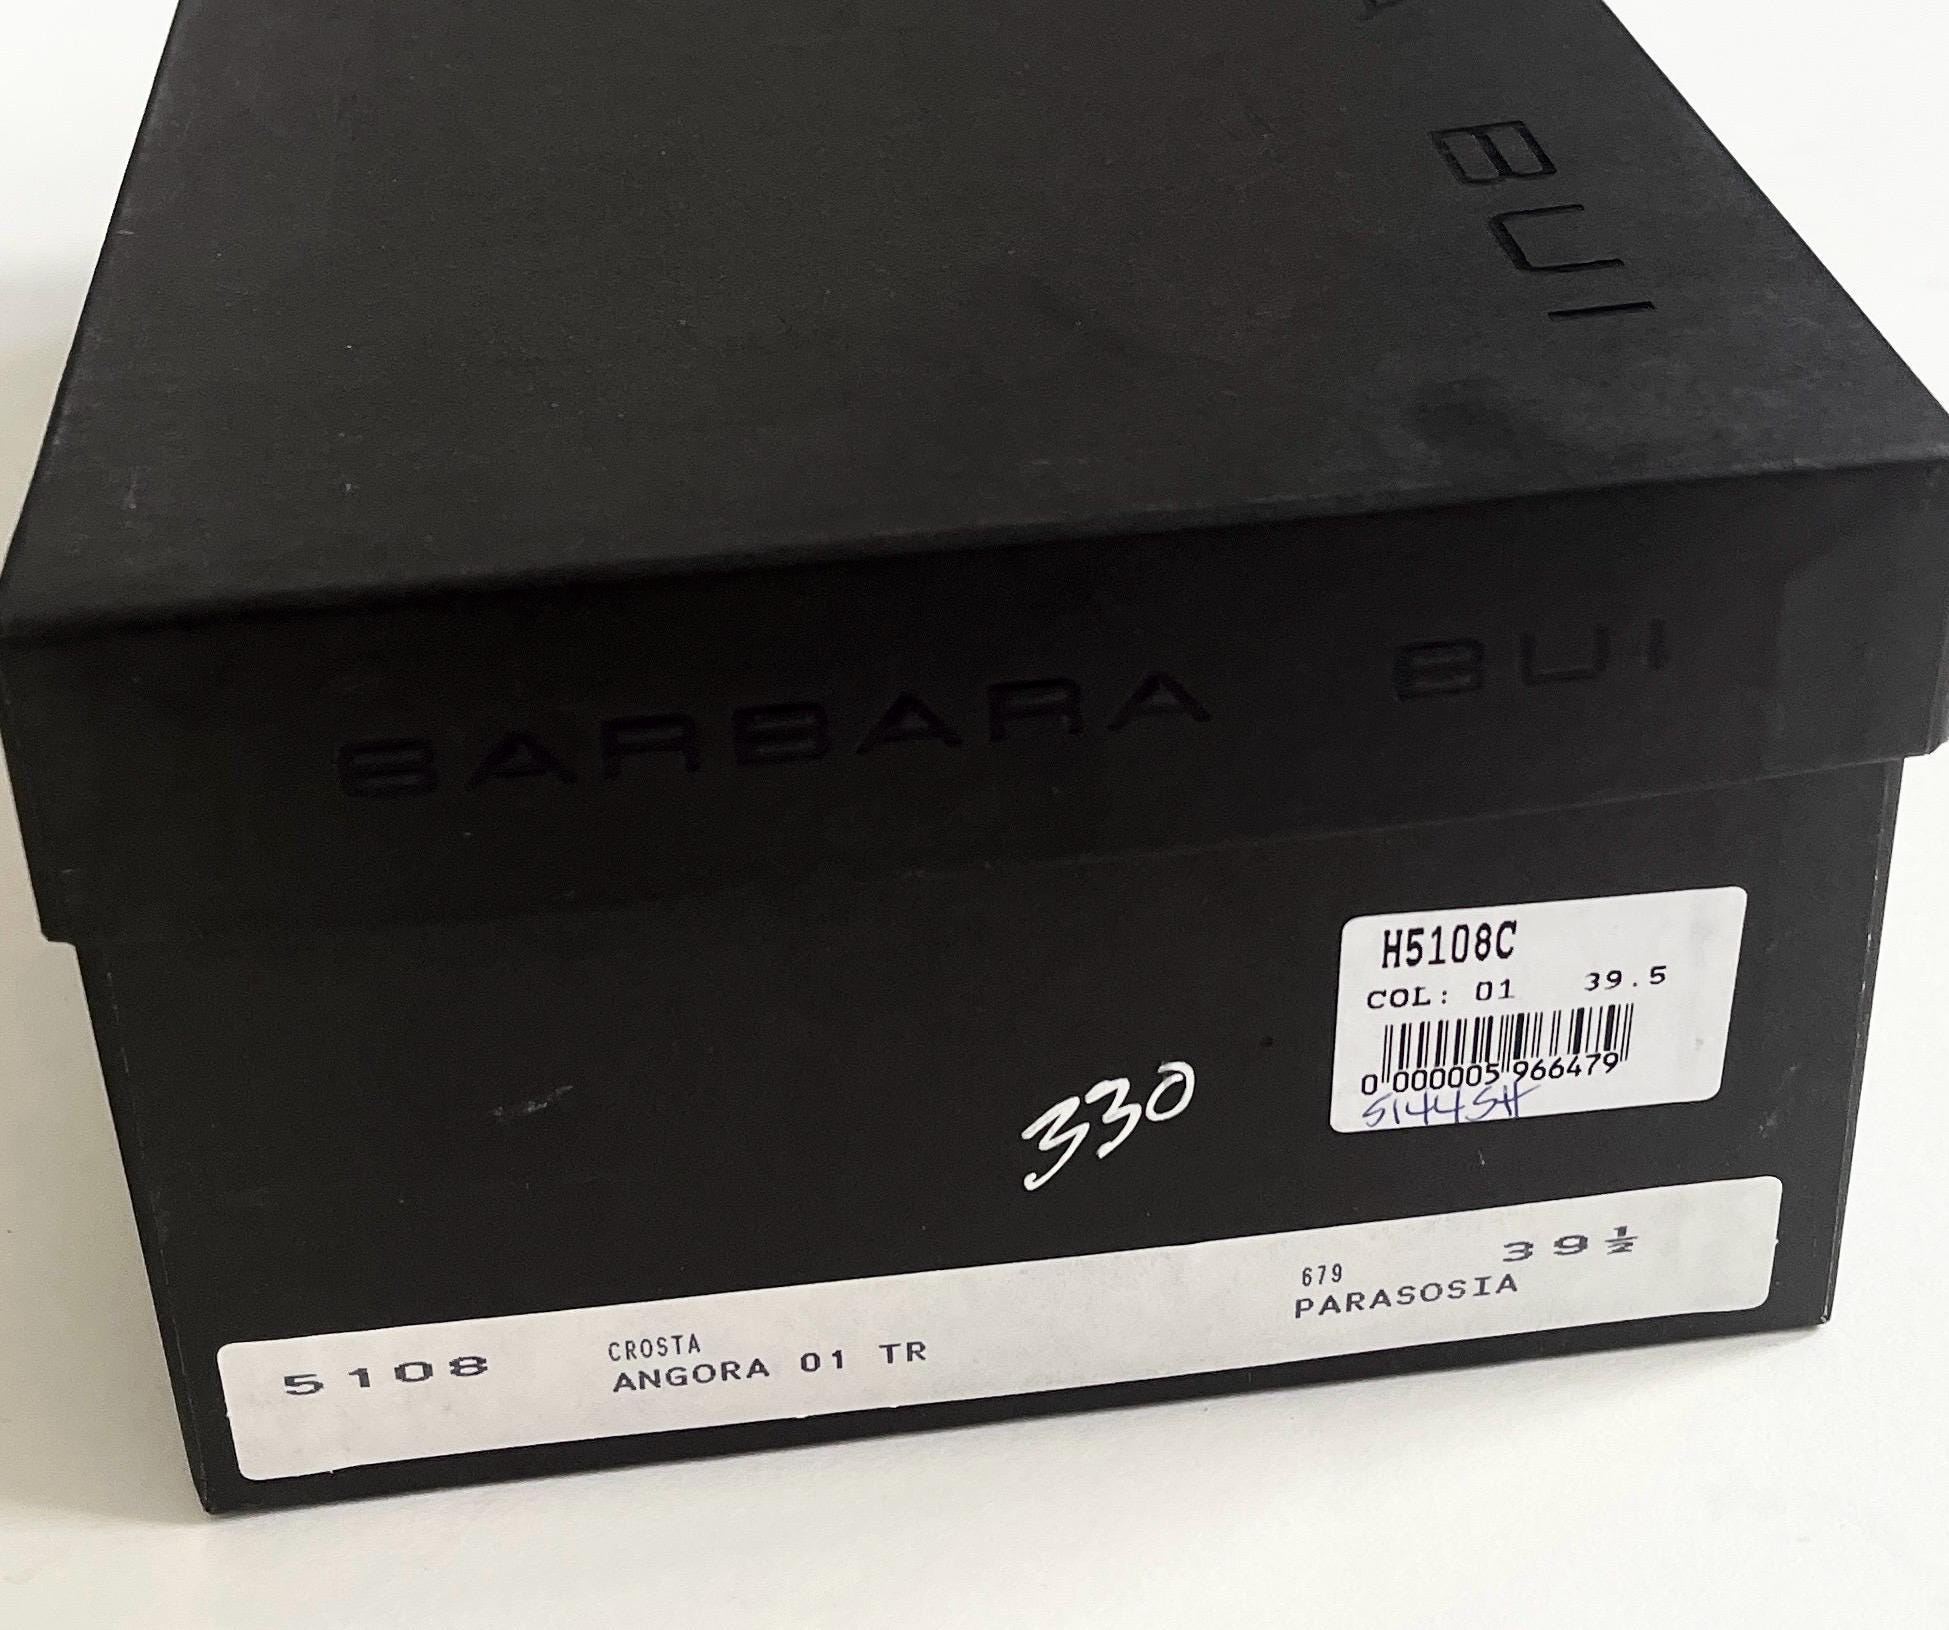 BUI
BARBARA BUI
H5108C
COL: 01 39.5
0 000005 966479
330
5108 CROSTA 679 39½
ANGORA 01 TR PARASOSIA